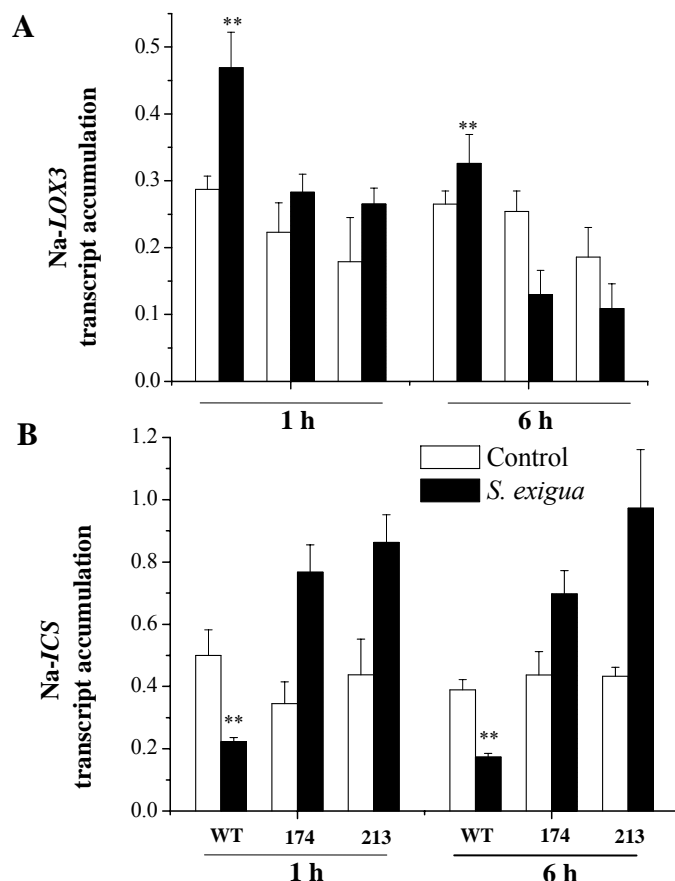 A
**
0.5
0.4
**
0.3
0.2
0.1
0.0
Na-LOX3
transcript accumulation
1 h
6 h
B
1.2
Control
S. exigua
1.0
0.8
0.6
0.4
**
**
0.2
0.0
Na-ICS
transcript accumulation
WT 174 213 WT 174 213
1 h
6 h